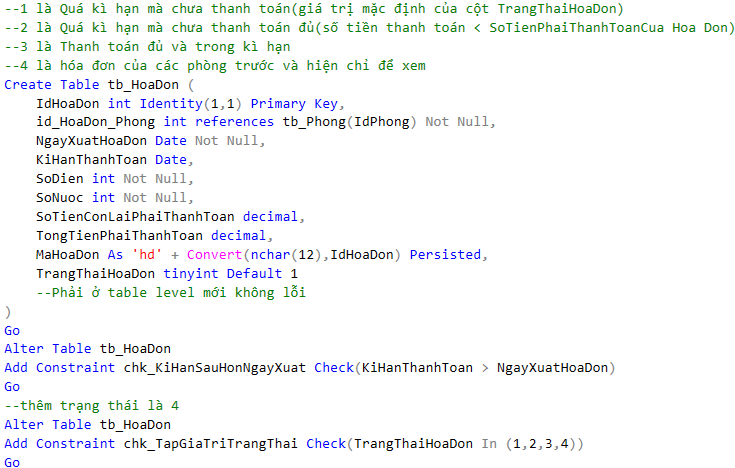 --1 là Quá kì hạn mà chưa thanh toán(giá trị mặc định của cột TrangThaiHoaDon)
--2 là Quá kì hạn mà chưa thanh toán đủ(số tiền thanh toán < SoTienPhaiThanhToanCua Hoa Don)
--3 là Thanh toán đủ và trong kì hạn
--4 là hóa đơn của các phòng trước và hiện chỉ để xem
Create Table tb_HoaDon (
    IdHoaDon int Identity(1,1) Primary Key,
    id_HoaDon_Phong int references tb_Phong(IdPhong) Not Null,
    NgayXuatHoaDon Date Not Null,
    KiHanThanhToan Date,
    SoDien int Not Null,
    SoNuoc int Not Null,
    SoTienConLaiPhaiThanhToan decimal,
    TongTienPhaiThanhToan decimal,
    MaHoaDon As 'hd' + Convert(nchar(12),IdHoaDon) Persisted,
    TrangThaiHoaDon tinyint Default 1
    --Phải ở table level mới không lỗi
)
Go
Alter Table tb_HoaDon
Add Constraint chk_KiHanSauHonNgayXuat Check(KiHanThanhToan > NgayXuatHoaDon)
Go
--thêm trạng thái là 4
Alter Table tb_HoaDon
Add Constraint chk_TapGiaTriTrangThai Check(TrangThaiHoaDon In (1,2,3,4))
Go